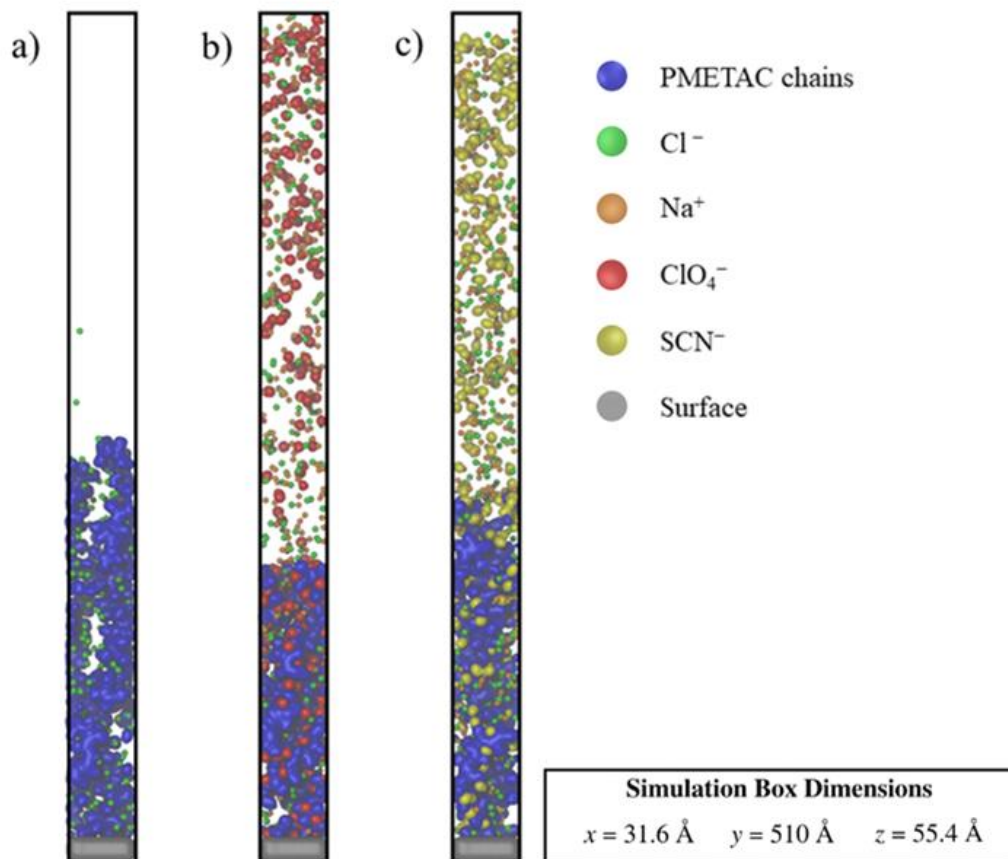 a)
b)
c)
PMETAC chains
Cl⁻
Na⁺
ClO₄⁻
SCN⁻
Surface
Simulation Box Dimensions
x = 31.6 Å y = 510 Å z = 55.4 Å